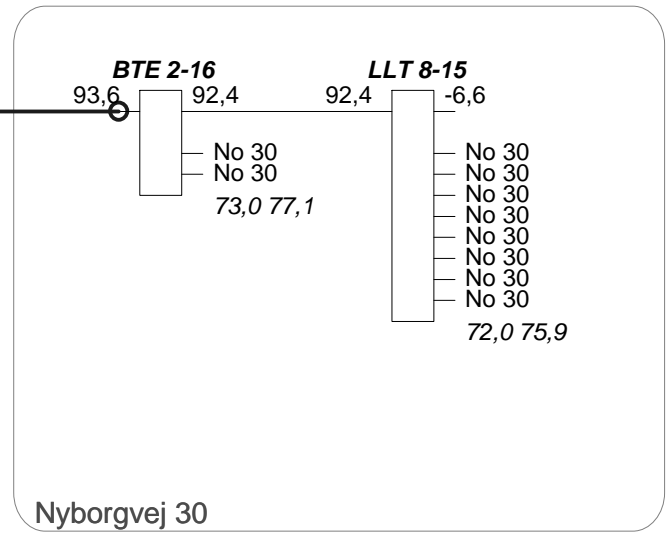 BTE 2-16 LLT 8-15
93,6 92,4 92,4 -6,6
No 30 No 30
No 30 No 30
73,0 77,1 No 30
No 30
No 30
No 30
No 30
No 30
72,0 75,9
Nyborgvej 30